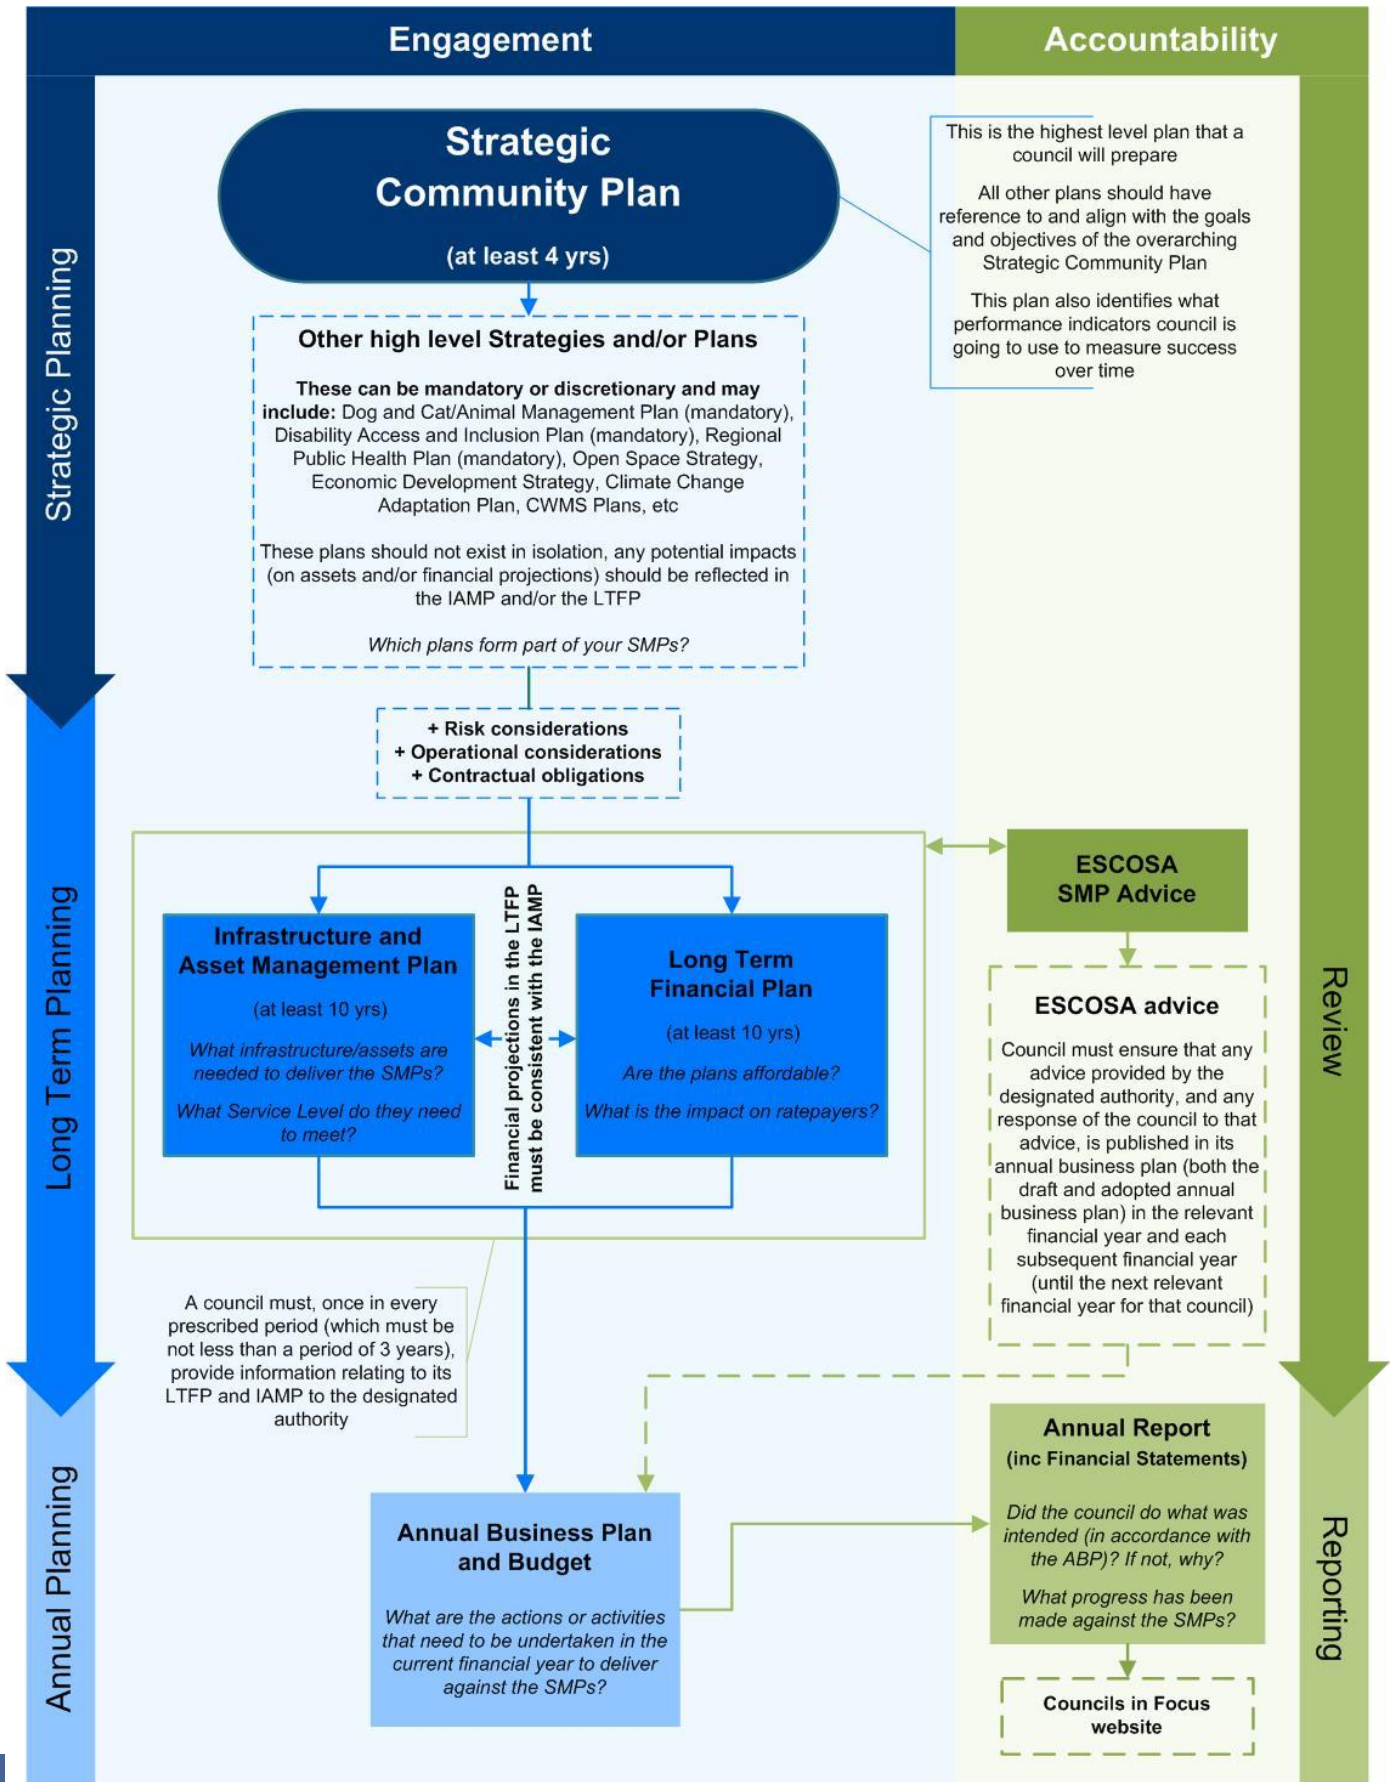 Engagement
Accountability
Strategic Planning
Strategic
Community Plan
(at least 4 yrs)
This is the highest level plan that a
council will prepare
All other plans should have
reference to and align with the goals
and objectives of the overarching
Strategic Community Plan
This plan also identifies what
performance indicators council is
going to use to measure success
over time
Other high level Strategies and/or Plans
These can be mandatory or discretionary and may
include: Dog and Cat/Animal Management Plan (mandatory),
Disability Access and Inclusion Plan (mandatory), Regional
Public Health Plan (mandatory), Open Space Strategy,
Economic Development Strategy, Climate Change
Adaptation Plan, CWMS Plans, etc
These plans should not exist in isolation, any potential impacts
(on assets and/or financial projections) should be reflected in
the IAMP and/or the LTFP
Which plans form part of your SMPs?
+ Risk considerations
+ Operational considerations
+ Contractual obligations
Long Term Planning
Infrastructure and
Asset Management Plan
(at least 10 yrs)
What infrastructure/assets are
needed to deliver the SMPs?
What Service Level do they need
to meet?
Financial projections in the LTFP
must be consistent with the IAMP
Long Term
Financial Plan
(at least 10 yrs)
Are the plans affordable?
What is the impact on ratepayers?
ESCOSA
SMP Advice
ESCOSA advice
Council must ensure that any
advice provided by the
designated authority, and any
response of the council to that
advice, is published in its
annual business plan (both the
draft and adopted annual
business plan) in the relevant
financial year and each
subsequent financial year
(until the next relevant
financial year for that council)
Review
A council must, once in every
prescribed period (which must be
not less than a period of 3 years),
provide information relating to its
LTFP and IAMP to the designated
authority
Annual Planning
Annual Business Plan
and Budget
What are the actions or activities
that need to be undertaken in the
current financial year to deliver
against the SMPs?
Annual Report
(inc Financial Statements)
Did the council do what was
intended (in accordance with
the ABP)? If not, why?
What progress has been
made against the SMPs?
Councils in Focus
website
Reporting